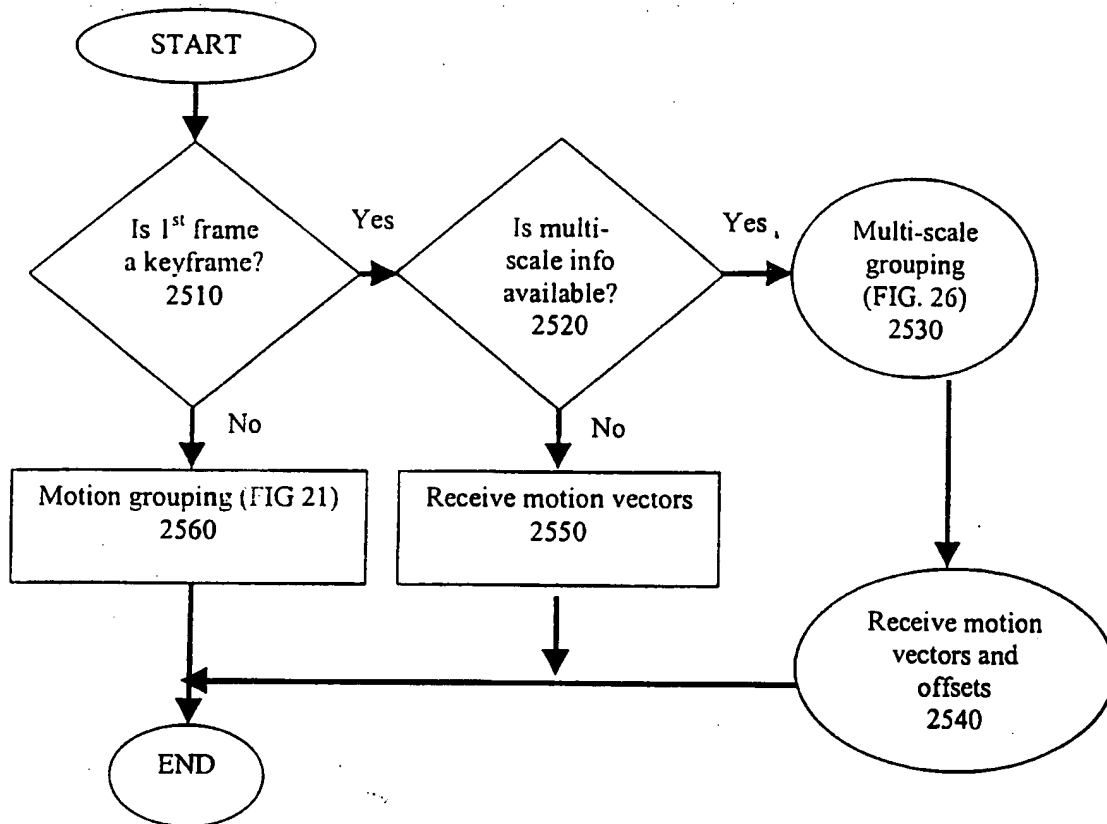 START
Is 1st frame
a keyframe?
2510
Yes
Is multi-
scale info
available?
2520
Yes
Multi-scale
grouping
(FIG. 26)
2530
No
No
Motion grouping (FIG 21)
2560
Receive motion vectors
2550
Receive motion
vectors and
offsets
2540
END